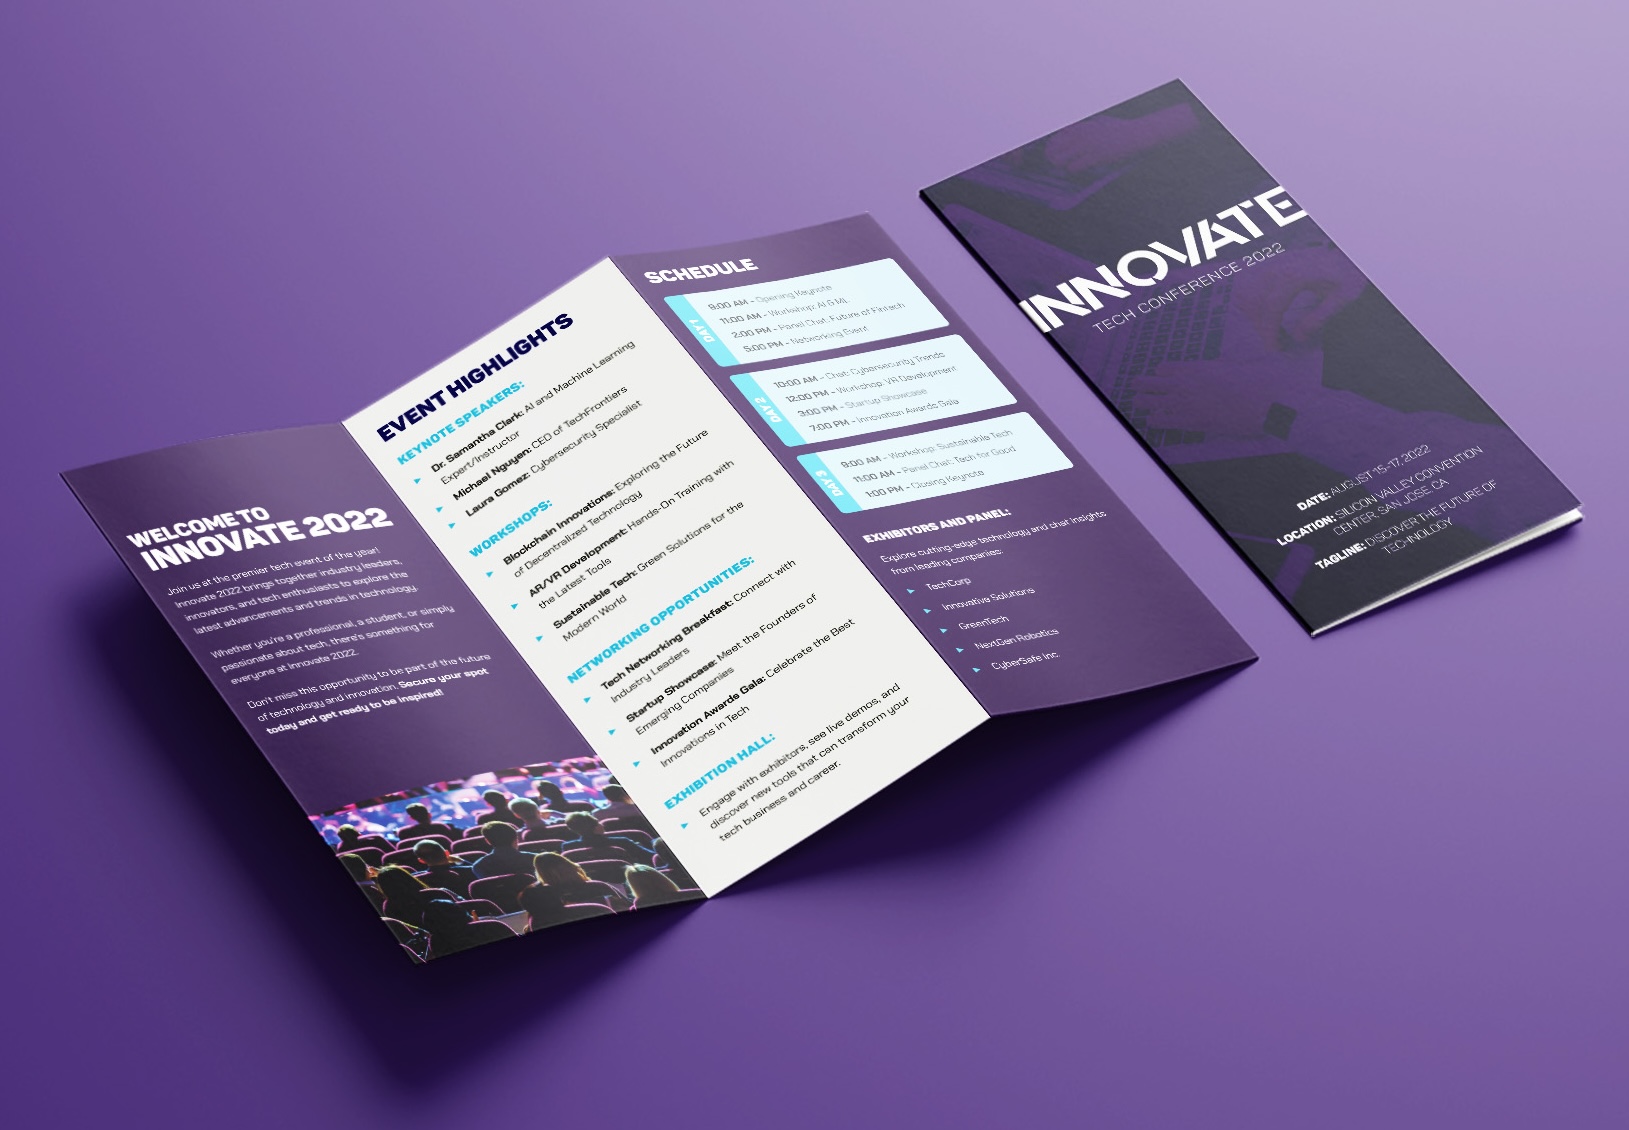 WELCOME TO
INNOVATE 2022
Join us at the premier tech event of the year!
Innovate 2022 brings together industry leaders,
innovators, and tech enthusiasts to explore the
latest advancements and trends in technology.
Whether you're a professional, a student, or simply
passionate about tech, there's something for
everyone at Innovate 2022.
Don't miss this opportunity to be part of the future
of technology and innovation. Secure your spot
today and get ready to be inspired!
EVENT HIGHLIGHTS
KEYNOTE SPEAKERS:
Dr. Samantha Clark: AI and Machine Learning
Expert/Instructor
Michael Nguyen: CEO of TechFrontiers
Laura Gomez: Cybersecurity Specialist
WORKSHOPS:
Blockchain Innovations: Exploring the Future
of Decentralized Technology
AR/VR Development: Hands-On Training with
the Latest Tools
Sustainable Tech: Green Solutions for the
Modern World
NETWORKING OPPORTUNITIES:
Tech Networking Breakfast: Connect with
Industry Leaders
Startup Showcase: Meet the Founders of
Emerging Companies
Innovation Awards Gala: Celebrate the Best
Innovations in Tech
EXHIBITION HALL:
Engage with exhibitors, see live demos, and
discover new tools that can transform your
tech business and career.
SCHEDULE
DAY 1
9:00 AM - Opening Keynote
11:00 AM - Workshop: AI & ML
2:00 PM - Panel Chat: Future of Fintech
5:00 PM - Networking Event
DAY 2
10:00 AM - Chat: Cybersecurity Trends
12:00 PM - Workshop: VR Development
3:00 PM - Startup Showcase
7:00 PM - Innovation Awards Gala
DAY 3
9:00 AM - Workshop: Sustainable Tech
11:00 AM - Panel Chat: Tech for Good
1:00 PM - Closing Keynote
EXHIBITORS AND PANEL:
Explore cutting-edge technology and chat insights
from leading companies:
TechCorp
Innovative Solutions
GreenTech
NextGen Robotics
CyberSafe Inc.
INNOVATE
TECH CONFERENCE 2022
DATE: AUGUST 15-17, 2022
LOCATION: SILICON VALLEY CONVENTION
CENTER, SAN JOSE, CA
TAGLINE: DISCOVER THE FUTURE OF
TECHNOLOGY